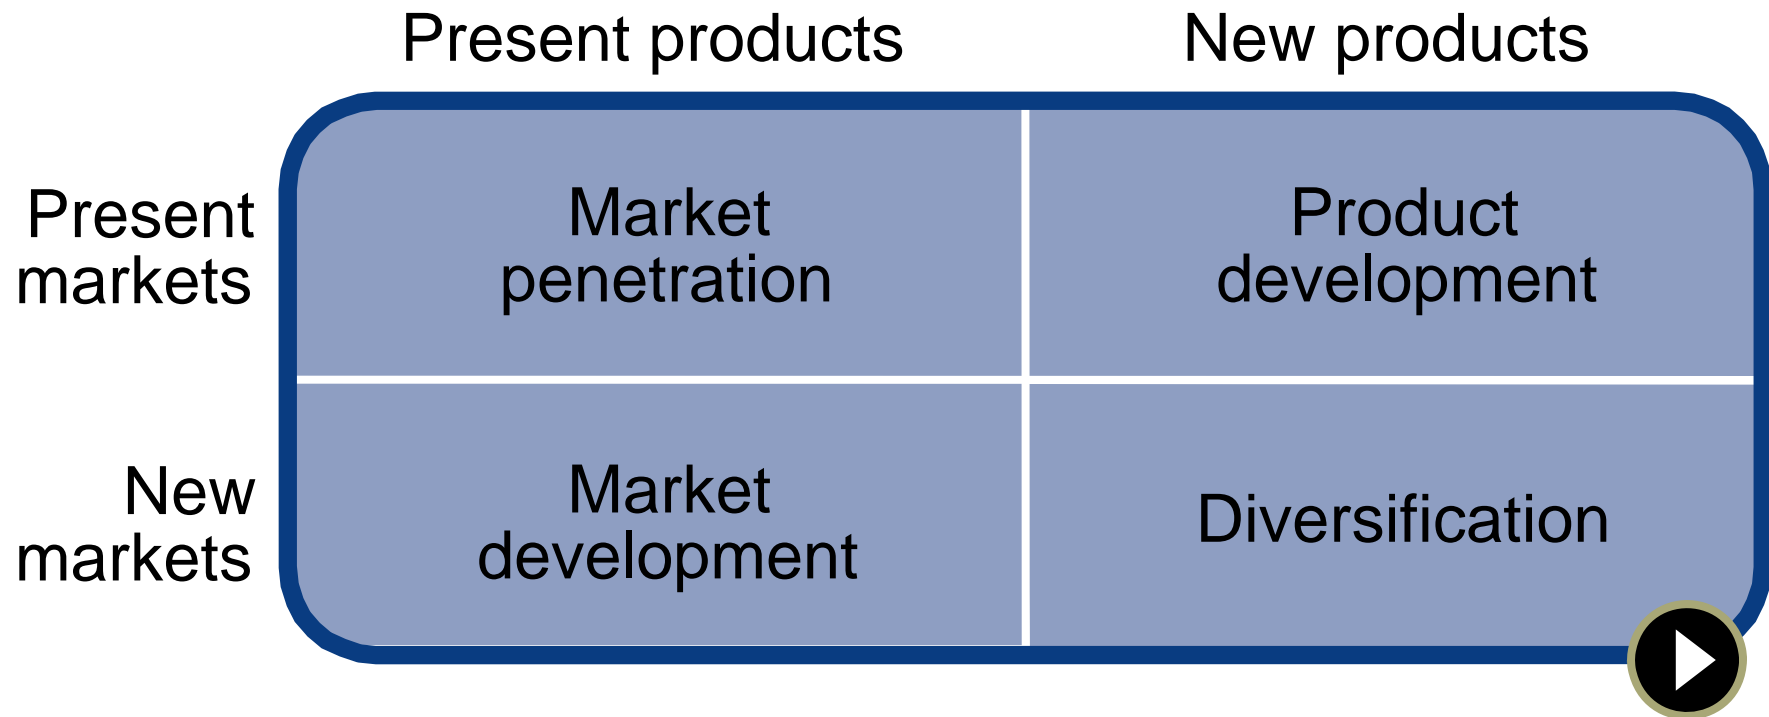 Present products
New products
Present
markets
Market
penetration
Product
development
New
markets
Market
development
Diversification